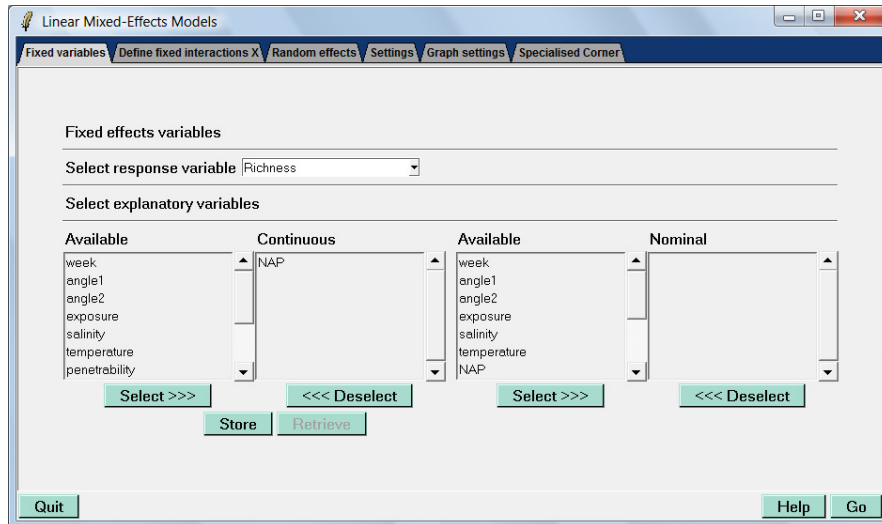 Linear Mixed-Effects Models
Fixed variables Define fixed interactions X Random effects Settings Graph settings Specialised Corner
Fixed effects variables
Select response variable Richness
Select explanatory variables
Available Continuous Available Nominal
week NAP week
angle1 angle1
angle2 angle2
exposure exposure
salinity salinity
temperature temperature
penetrability NAP
Select >>> <<< Deselect Select >>> <<< Deselect
Store Retrieve
Quit Help Go